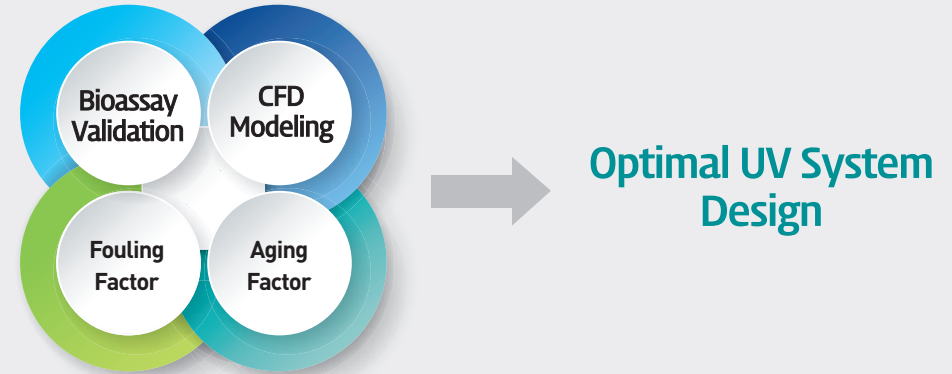 Bioassay
Validation
CFD
Modeling
Fouling
Factor
Aging
Factor
Optimal UV System
Design